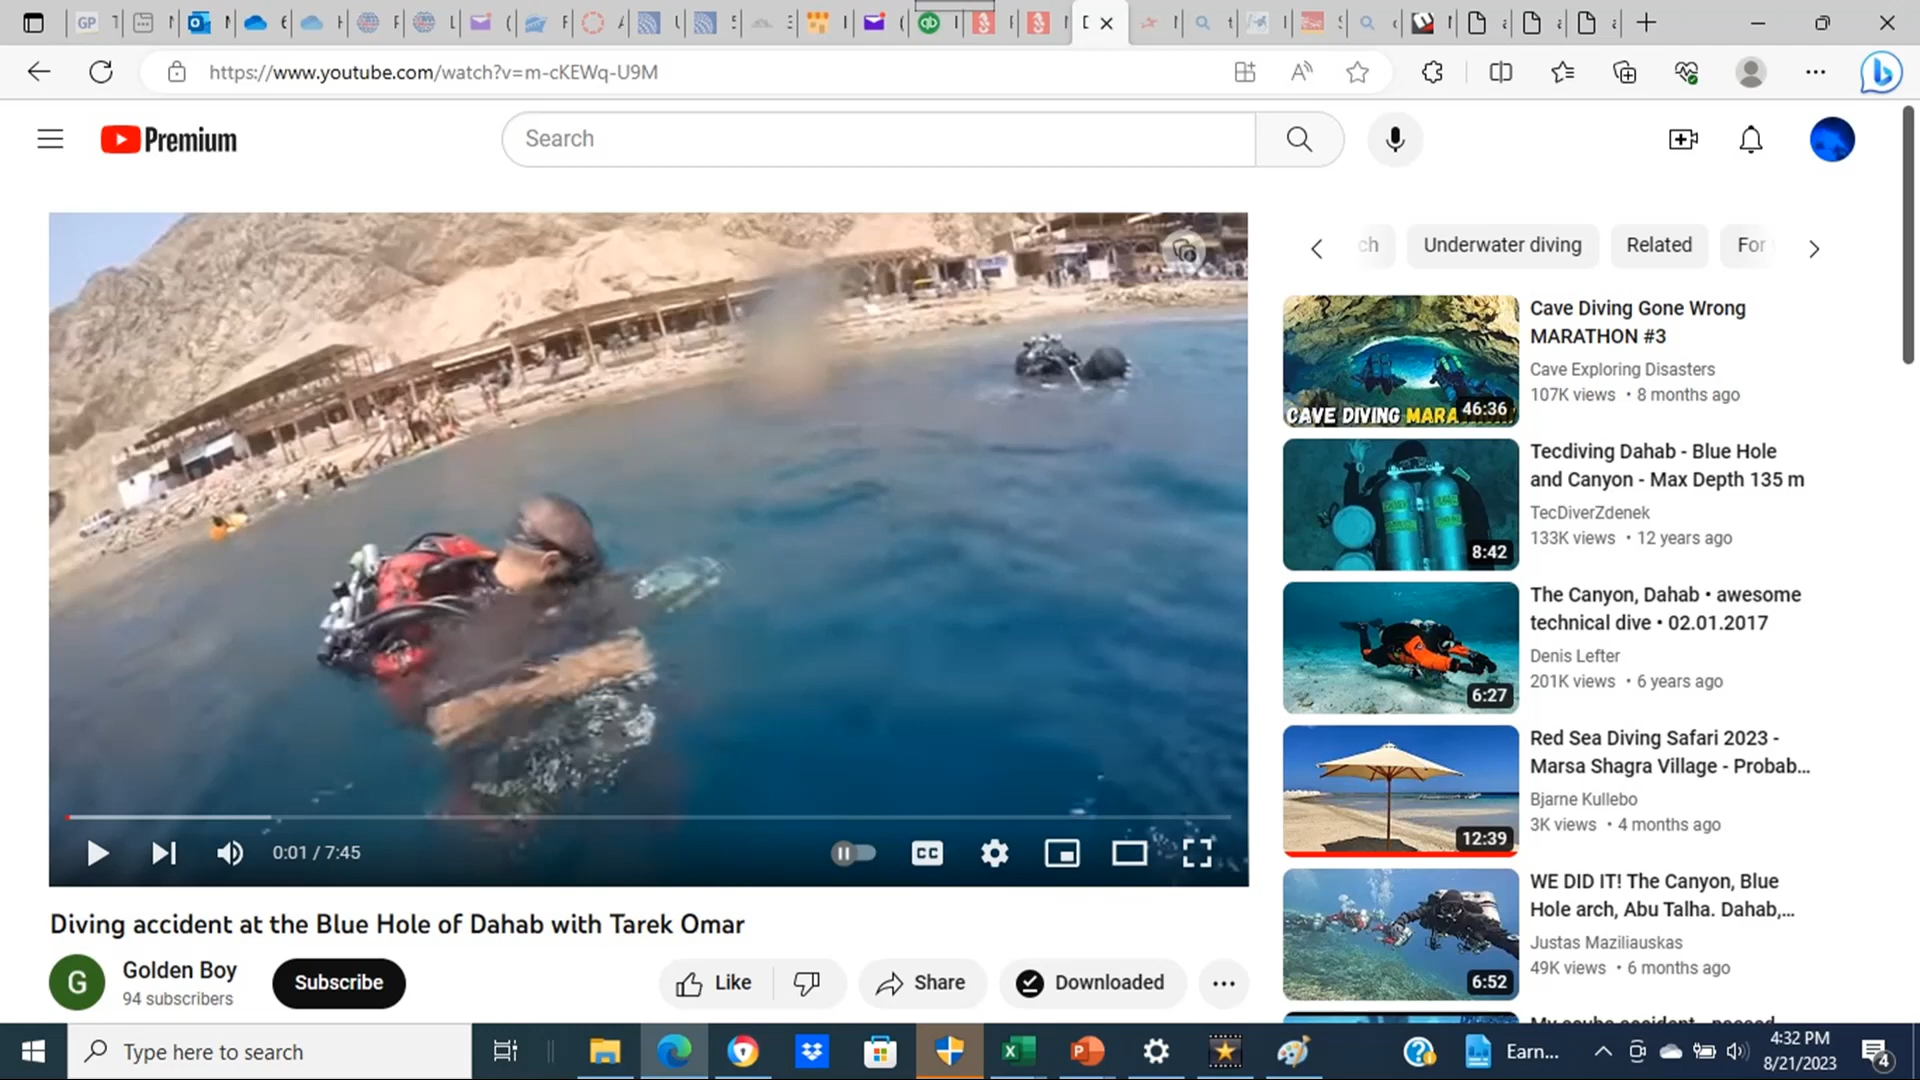 https://www.youtube.com/watch?v=m-cKEWq-U9M
Premium
Search
Underwater diving
Related
For
Cave Diving Gone Wrong
MARATHON #3
Cave Exploring Disasters
107K views • 8 months ago
CAVE DIVING MARA
46:36
Tecdiving Dahab - Blue Hole
and Canyon - Max Depth 135 m
TecDiverZdenek
133K views • 12 years ago
8:42
The Canyon, Dahab • awesome
technical dive • 02.01.2017
Denis Lefter
201K views • 6 years ago
6:27
Red Sea Diving Safari 2023 -
Marsa Shagra Village - Probab...
Bjarne Kullebo
3K views • 4 months ago
12:39
WE DID IT! The Canyon, Blue
Hole arch, Abu Talha. Dahab,...
Justas Maziliauskas
49K views • 6 months ago
6:52
0:01 / 7:45
CC
Diving accident at the Blue Hole of Dahab with Tarek Omar
G
Golden Boy
94 subscribers
Subscribe
Like
Share
Downloaded
Type here to search
Earn...
4:32 PM
8/21/2023
4